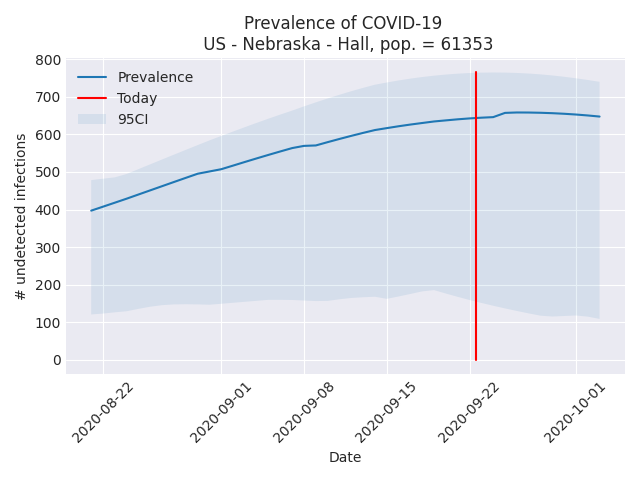 Prevalence of COVID-19
US - Nebraska - Hall, pop. = 61353
Prevalence
Today
95CI
# undetected infections
800
700
600
500
400
300
200
100
0
2020-08-22
2020-09-01
2020-09-08
2020-09-15
2020-09-22
2020-10-01
Date